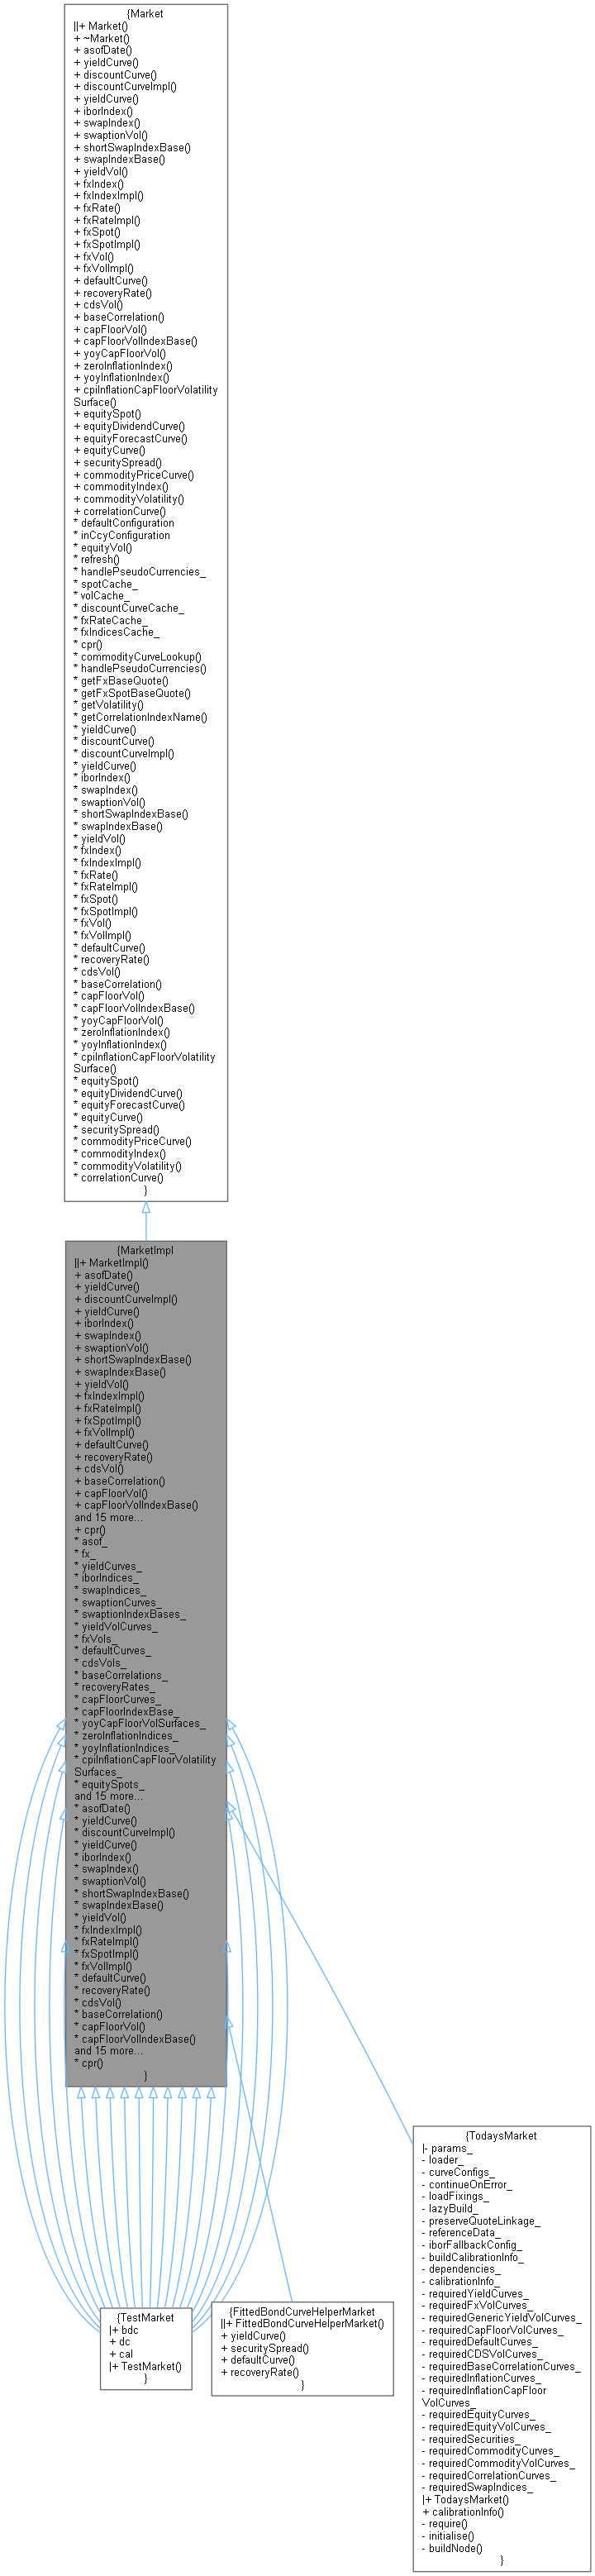 {Market
||+ Market()
+ ~Market()
+ asofDate()
+ yieldCurve()
+ discountCurve()
+ discountCurveImpl()
+ yieldCurve()
+ iborIndex()
+ swapIndex()
+ swaptionVol()
+ shortSwapIndexBase()
+ swapIndexBase()
+ yieldVol()
+ fxIndex()
+ fxIndexImpl()
+ fxRate()
+ fxRateImpl()
+ fxSpot()
+ fxSpotImpl()
+ fxVol()
+ fxVolImpl()
+ defaultCurve()
+ recoveryRate()
+ cdsVol()
+ baseCorrelation()
+ capFloorVol()
+ capFloorVolIndexBase()
+ yoyCapFloorVol()
+ zeroInflationIndex()
+ yoyInflationIndex()
+ cpiInflationCapFloorVolatility
Surface()
+ equitySpot()
+ equityDividendCurve()
+ equityForecastCurve()
+ equityCurve()
+ securitySpread()
+ commodityPriceCurve()
+ commodityIndex()
+ commodityVolatility()
+ correlationCurve()
* defaultConfiguration
* inCcyConfiguration
* equityVol()
* refresh()
* handlePseudoCurrencies_
* spotCache_
* volCache_
* discountCurveCache_
* fxRateCache_
* fxIndicesCache_
* cpr()
* commodityCurveLookup()
* handlePseudoCurrencies()
* getFxBaseQuote()
* getFxSpotBaseQuote()
* getVolatility()
* getCorrelationIndexName()
* yieldCurve()
* discountCurve()
* discountCurveImpl()
* yieldCurve()
* iborIndex()
* swapIndex()
* swaptionVol()
* shortSwapIndexBase()
* swapIndexBase()
* yieldVol()
* fxIndex()
* fxIndexImpl()
* fxRate()
* fxRateImpl()
* fxSpot()
* fxSpotImpl()
* fxVol()
* fxVolImpl()
* defaultCurve()
* recoveryRate()
* cdsVol()
* baseCorrelation()
* capFloorVol()
* capFloorVolIndexBase()
* yoyCapFloorVol()
* zeroInflationIndex()
* yoyInflationIndex()
* cpiInflationCapFloorVolatility
Surface()
* equitySpot()
* equityDividendCurve()
* equityForecastCurve()
* equityCurve()
* securitySpread()
* commodityPriceCurve()
* commodityIndex()
* commodityVolatility()
* correlationCurve()
}
{MarketImpl
||+ MarketImpl()
+ asofDate()
+ yieldCurve()
+ discountCurveImpl()
+ yieldCurve()
+ iborIndex()
+ swapIndex()
+ swaptionVol()
+ shortSwapIndexBase()
+ swapIndexBase()
+ yieldVol()
+ fxIndexImpl()
+ fxRateImpl()
+ fxSpotImpl()
+ fxVolImpl()
+ defaultCurve()
+ recoveryRate()
+ cdsVol()
+ baseCorrelation()
+ capFloorVol()
+ capFloorVolIndexBase()
and 15 more...
+ cpr()
* asof_
* fx_
* yieldCurves_
* iborIndices_
* swapIndices_
* swaptionCurves_
* swaptionIndexBases_
* yieldVolCurves_
* fxVols_
* defaultCurves_
* cdsVols_
* baseCorrelations_
* recoveryRates_
* capFloorCurves_
* capFloorIndexBase_
* yoyCapFloorVolSurfaces_
* zeroInflationIndices_
* yoyInflationIndices_
* cpiInflationCapFloorVolatility
Surfaces_
* equitySpots_
and 15 more...
* asofDate()
* yieldCurve()
* discountCurveImpl()
* yieldCurve()
* iborIndex()
* swapIndex()
* swaptionVol()
* shortSwapIndexBase()
* swapIndexBase()
* yieldVol()
* fxIndexImpl()
* fxRateImpl()
* fxSpotImpl()
* fxVolImpl()
* defaultCurve()
* recoveryRate()
* cdsVol()
* baseCorrelation()
* capFloorVol()
* capFloorVolIndexBase()
and 15 more...
* cpr()
}
{TestMarket
|+ bdc
+ dc
+ cal
|+ TestMarket()
}
{FittedBondCurveHelperMarket
||+ FittedBondCurveHelperMarket()
+ yieldCurve()
+ securitySpread()
+ defaultCurve()
+ recoveryRate()
}
{TodaysMarket
|- params_
- loader_
- curveConfigs_
- continueOnError_
- loadFixings_
- lazyBuild_
- preserveQuoteLinkage_
- referenceData_
- iborFallbackConfig_
- buildCalibrationInfo_
- dependencies_
- calibrationInfo_
- requiredYieldCurves_
- requiredFxVolCurves_
- requiredGenericYieldVolCurves_
- requiredCapFloorVolCurves_
- requiredDefaultCurves_
- requiredCDSVolCurves_
- requiredBaseCorrelationCurves_
- requiredInflationCurves_
- requiredInflationCapFloor
VolCurves_
- requiredEquityCurves_
- requiredEquityVolCurves_
- requiredSecurities_
- requiredCommodityCurves_
- requiredCommodityVolCurves_
- requiredCorrelationCurves_
- requiredSwapIndices_
|+ TodaysMarket()
+ calibrationInfo()
- require()
- initialise()
- buildNode()
}